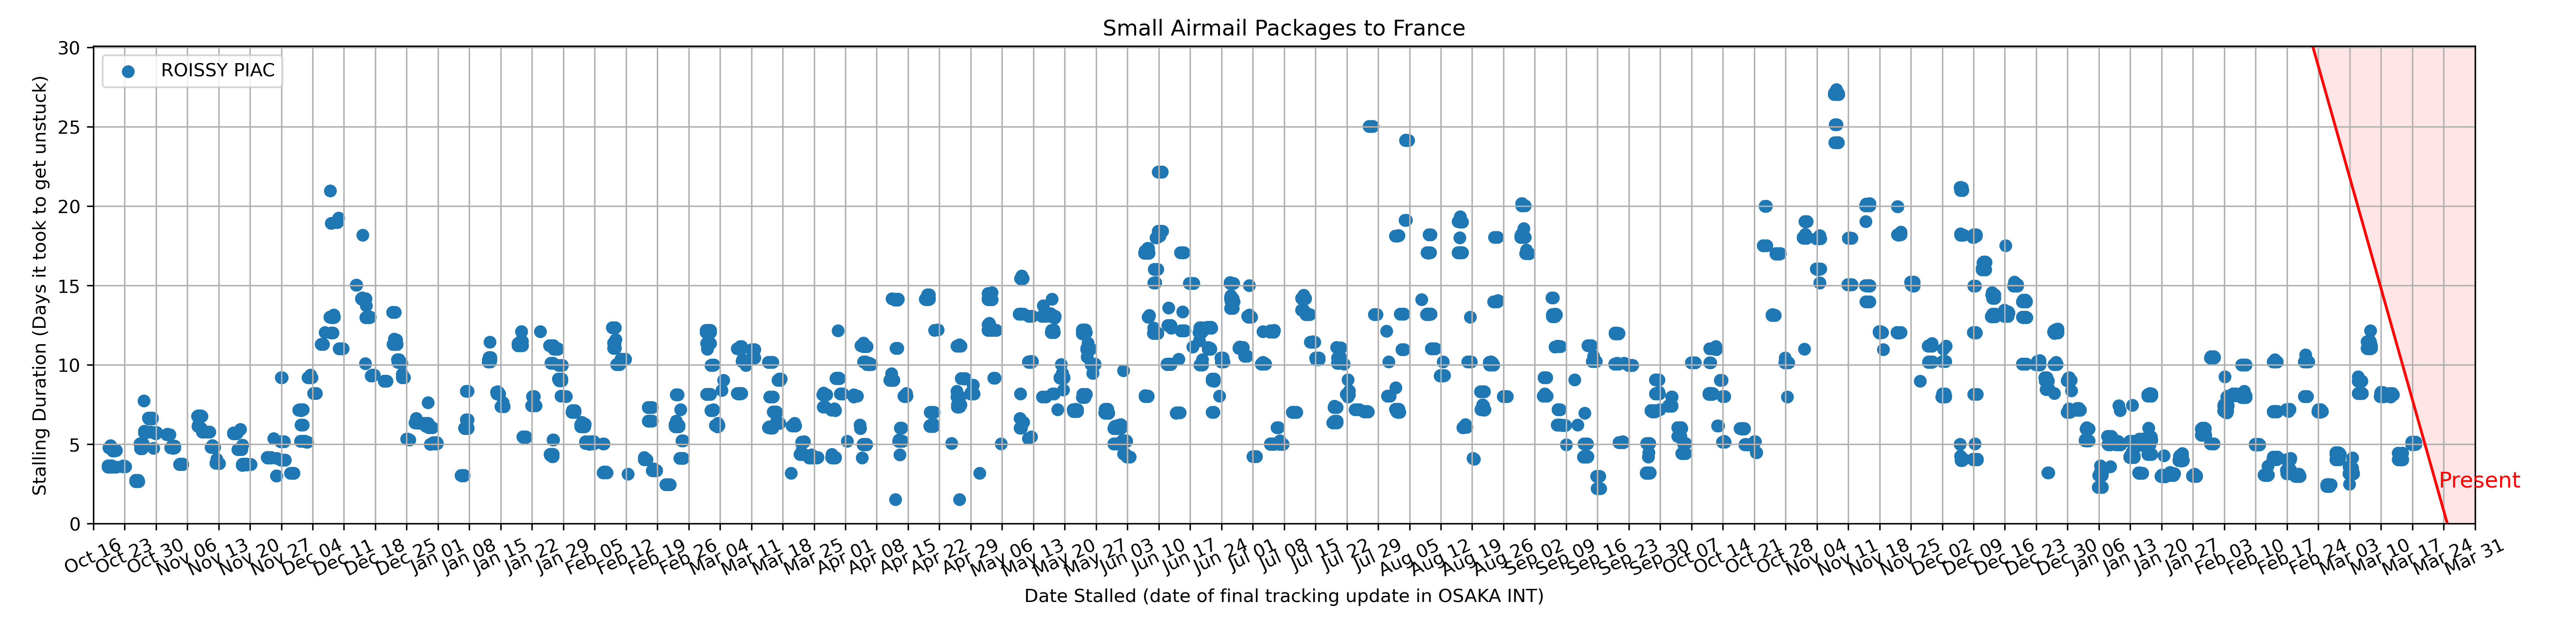 Small Airmail Packages to France
ROISSY PIAC
Stalling Duration (Days it took to get unstuck)
30
25
20
15
10
5
0
Present
Oct 16 Oct 23 Oct 30 Nov 06 Nov 13 Nov 20 Nov 27 Dec 04 Dec 11 Dec 18 Dec 25 Jan 01 Jan 08 Jan 15 Jan 22 Jan 29 Feb 05 Feb 12 Feb 19 Feb 26 Mar 04 Mar 11 Mar 18 Mar 25 Apr 01 Apr 08 Apr 15 Apr 22 Apr 29 May 06 May 13 May 20 May 27 Jun 03 Jun 10 Jun 17 Jun 24 Jul 01 Jul 08 Jul 15 Jul 22 Jul 29 Aug 05 Aug 12 Aug 19 Aug 26 Sep 02 Sep 09 Sep 16 Sep 23 Sep 30 Oct 07 Oct 14 Oct 21 Oct 28 Nov 04 Nov 11 Nov 18 Nov 25 Dec 02 Dec 09 Dec 16 Dec 23 Dec 30 Jan 06 Jan 13 Jan 20 Jan 27 Feb 03 Feb 10 Feb 17 Feb 24 Mar 03 Mar 10 Mar 17 Mar 24 Mar 31
Date Stalled (date of final tracking update in OSAKA INT)